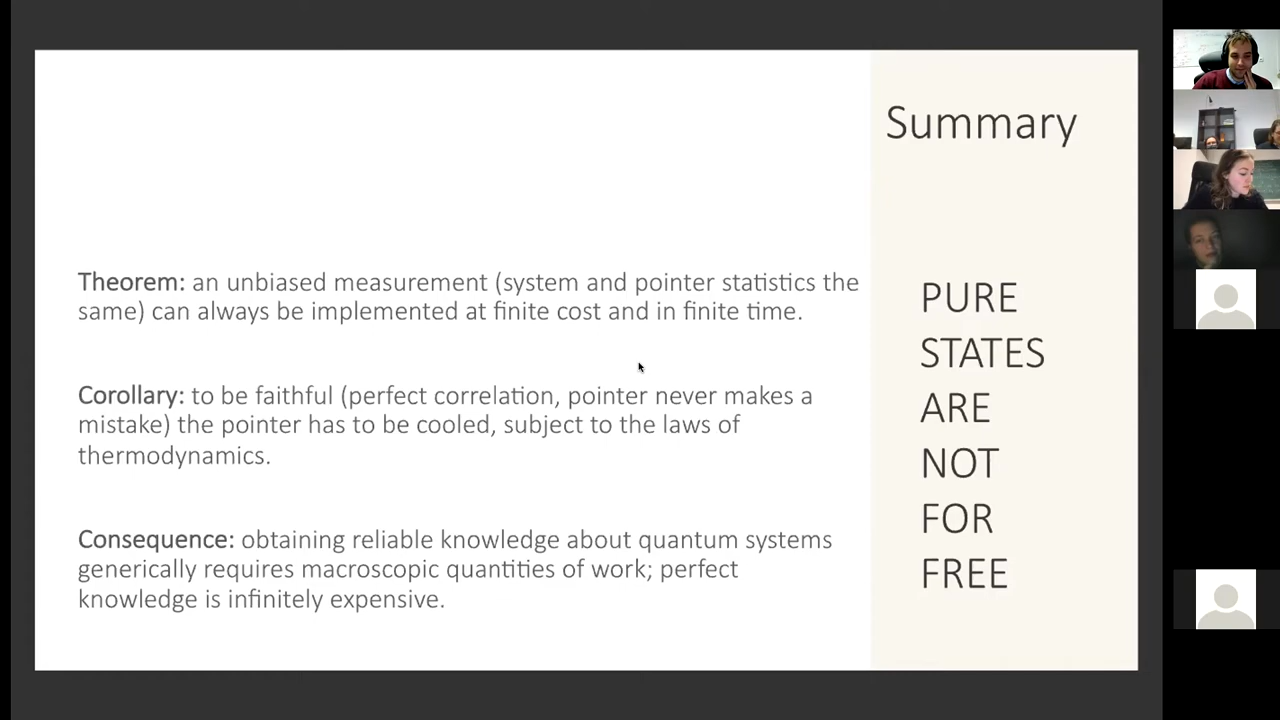 Summary
Theorem: an unbiased measurement (system and pointer statistics the
same) can always be implemented at finite cost and in finite time.
Corollary: to be faithful (perfect correlation, pointer never makes a
mistake) the pointer has to be cooled, subject to the laws of
thermodynamics.
Consequence: obtaining reliable knowledge about quantum systems
generically requires macroscopic quantities of work; perfect
knowledge is infinitely expensive.
PURE
STATES
ARE
NOT
FOR
FREE